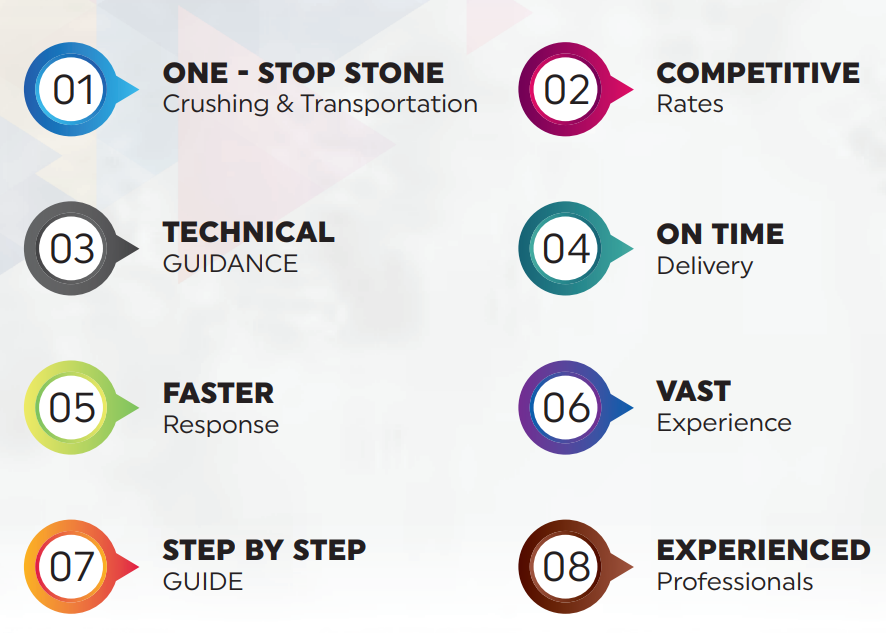 01
ONE - STOP STONE
Crushing & Transportation
02
COMPETITIVE
Rates
03
TECHNICAL
GUIDANCE
04
ON TIME
Delivery
05
FASTER
Response
06
VAST
Experience
07
STEP BY STEP
GUIDE
08
EXPERIENCED
Professionals